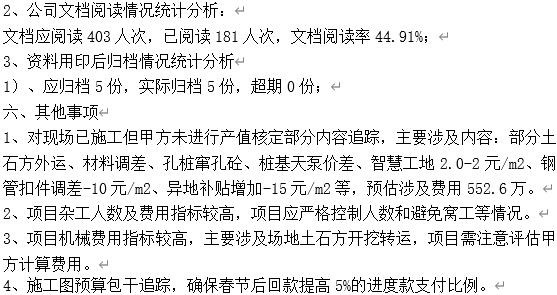 2、公司文档阅读情况统计分析：
文档应阅读 403 人次，已阅读 181 人次，文档阅读率 44.91%；
3、资料用印后归档情况统计分析
1）、应归档 5 份，实际归档 5 份，超期 0 份；
六、其他事项
1、对现场已施工但甲方未进行产值核定部分内容追踪，主要涉及内容：部分土
石方外运、材料调差、孔桩窜孔砼、桩基天泵价差、智慧工地 2.0-2 元/m2、钢
管扣件调差-10 元/m2、异地补贴增加-15 元/m2 等，预估涉及费用 552.6 万。
2、项目杂工人数及费用指标较高，项目应严格控制人数和避免窝工等情况。
3、项目机械费用指标较高，主要涉及场地土石方开挖转运，项目需注意评估甲
方计算费用。
4、施工图预算包干追踪，确保春节后回款提高 5%的进度款支付比例。